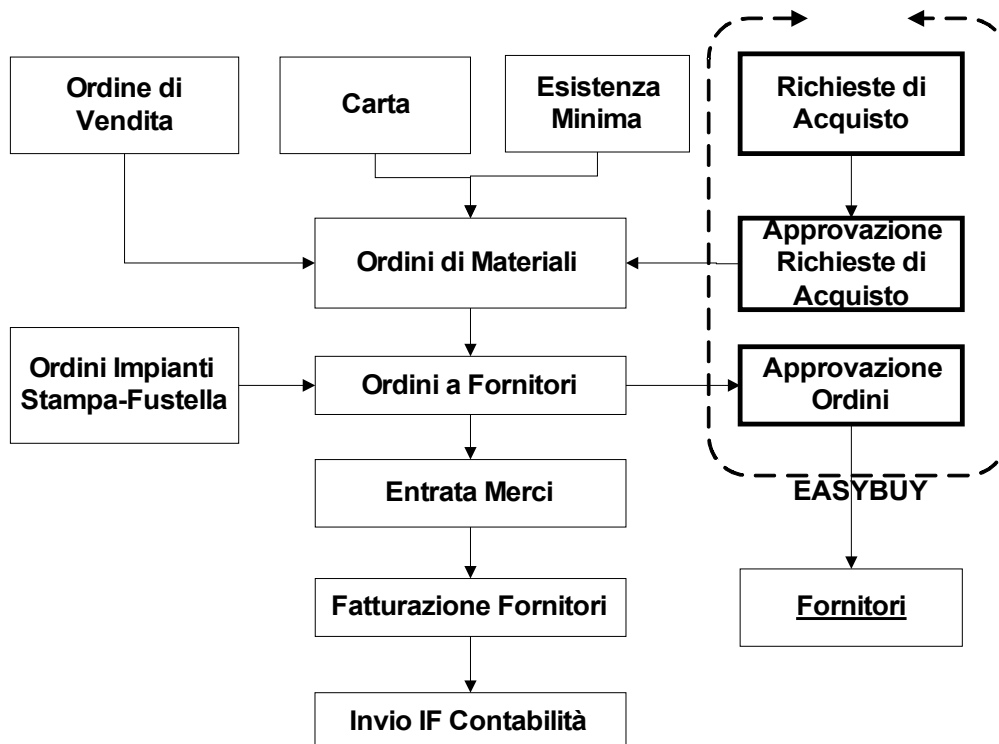 Ordine di
Vendita
Carta
Esistenza
Minima
Richieste di
Acquisto
Ordini di Materiali
Approvazione
Richieste di
Acquisto
Ordini Impianti
Stampa-Fustella
Ordini a Fornitori
Approvazione
Ordini
Entrata Merci
EASYBUY
Fatturazione Fornitori
Fornitori
Invio IF Contabilità